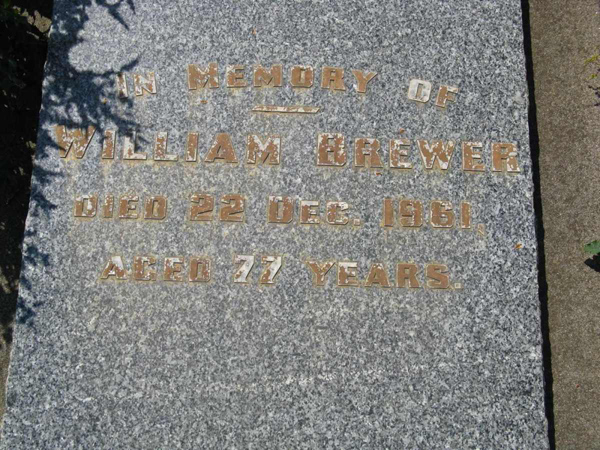 IN MEMORY OF
WILLIAM M. BREWER
DIED 22 DEC. 1961,
AGED 77 YEARS.